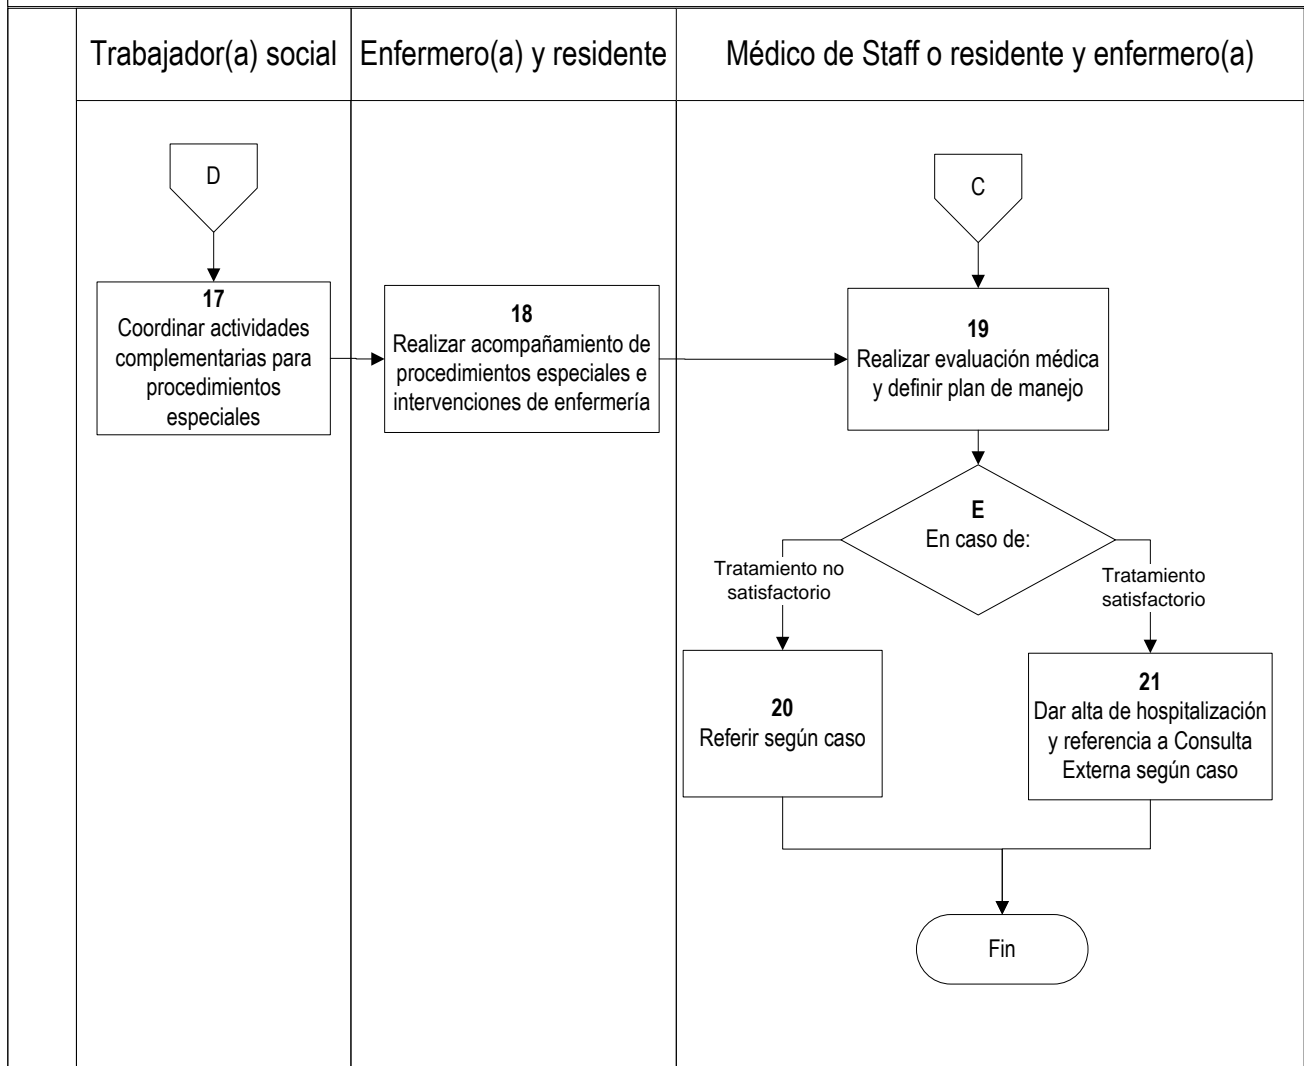 Trabajador(a) social
Enfermero(a) y residente
Médico de Staff o residente y enfermero(a)
D
C
17
Coordinar actividades
complementarias para
procedimientos
especiales
18
Realizar acompañamiento de
procedimientos especiales e
intervenciones de enfermería
19
Realizar evaluación médica
y definir plan de manejo
E
En caso de:
Tratamiento no
satisfactorio
Tratamiento
satisfactorio
20
Referir según caso
21
Dar alta de hospitalización
y referencia a Consulta
Externa según caso
Fin